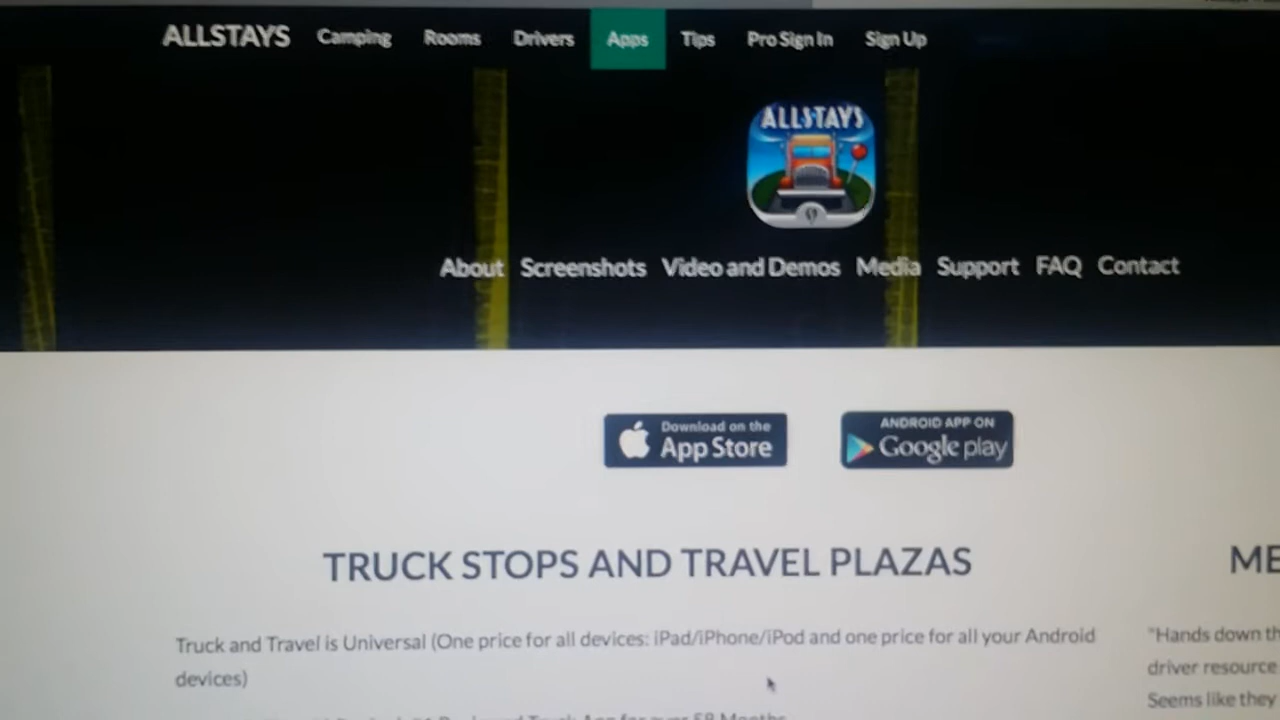 ALLSTAYS Camping Rooms Drivers Apps Tips Pro Sign In Sign Up
ALLSTAYS
About Screenshots Video and Demos Media Support FAQ Contact
Download on the
App Store
ANDROID APP ON
Google play
TRUCK STOPS AND TRAVEL PLAZAS
Truck and Travel is Universal (One price for all devices: iPad/iPhone/iPod and one price for all your Android
devices)
ME
"Hands down th
driver resource
Seems like they